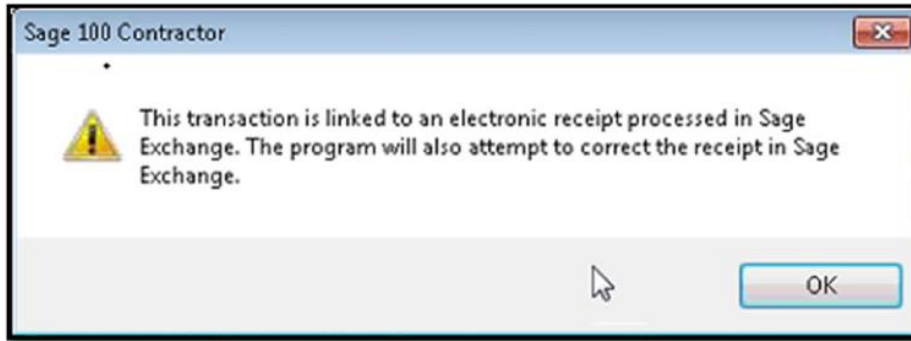 Sage 100 Contractor
This transaction is linked to an electronic receipt processed in Sage
Exchange. The program will also attempt to correct the receipt in Sage
Exchange.
OK